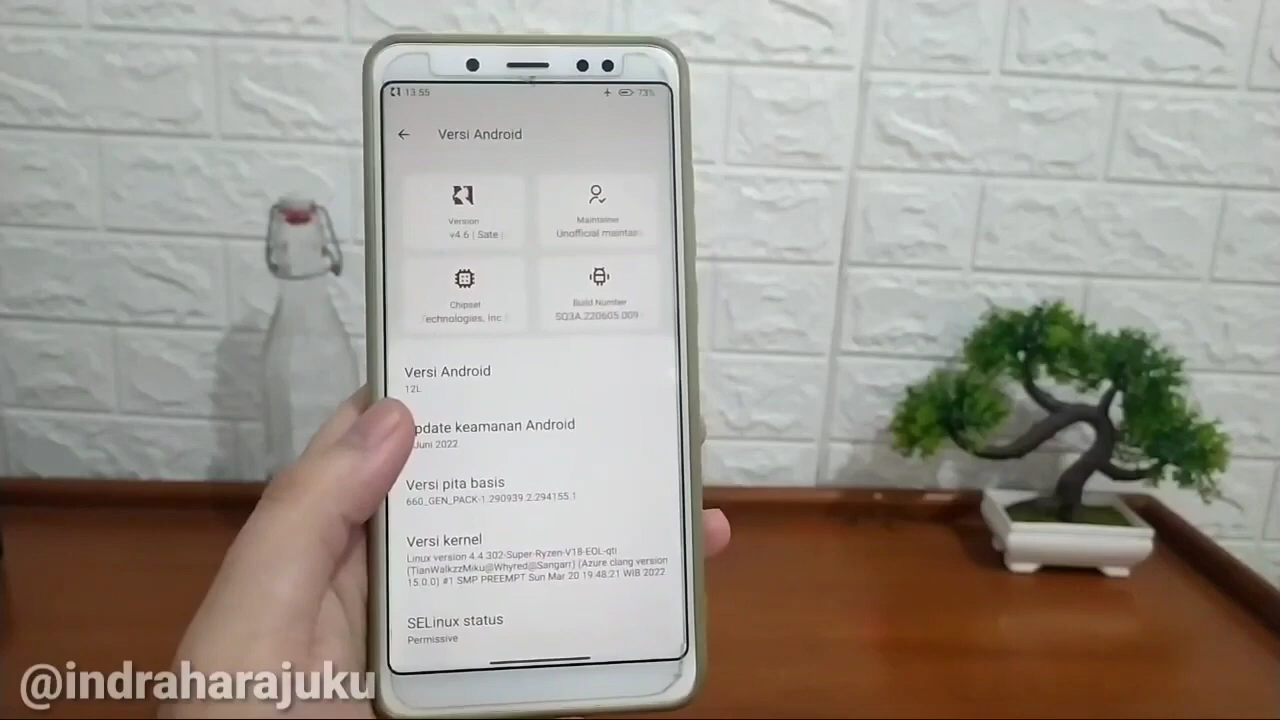 13.55
73%
Versi Android
Version
v4.6 | Sate
Maintainer
Unofficial maintai
Chipset
Technologies, Inc
Build Number
SQ3A.220605.009
Versi Android
12L
pdate keamanan Android
Juni 2022
Versi pita basis
660_GEN_PACK-1.290939.2.294155.1
Versi kernel
Linux version 4.4.302-Super-Ryzen-V18-EOL-qti
(TianWalkzzMiku@Whyred@Sangarr) (Azure clang version
15.0.0) #1 SMP PREEMPT Sun Mar 20 19:48:21 WIB 2022
SELinux status
Permissive
@indraharajuku